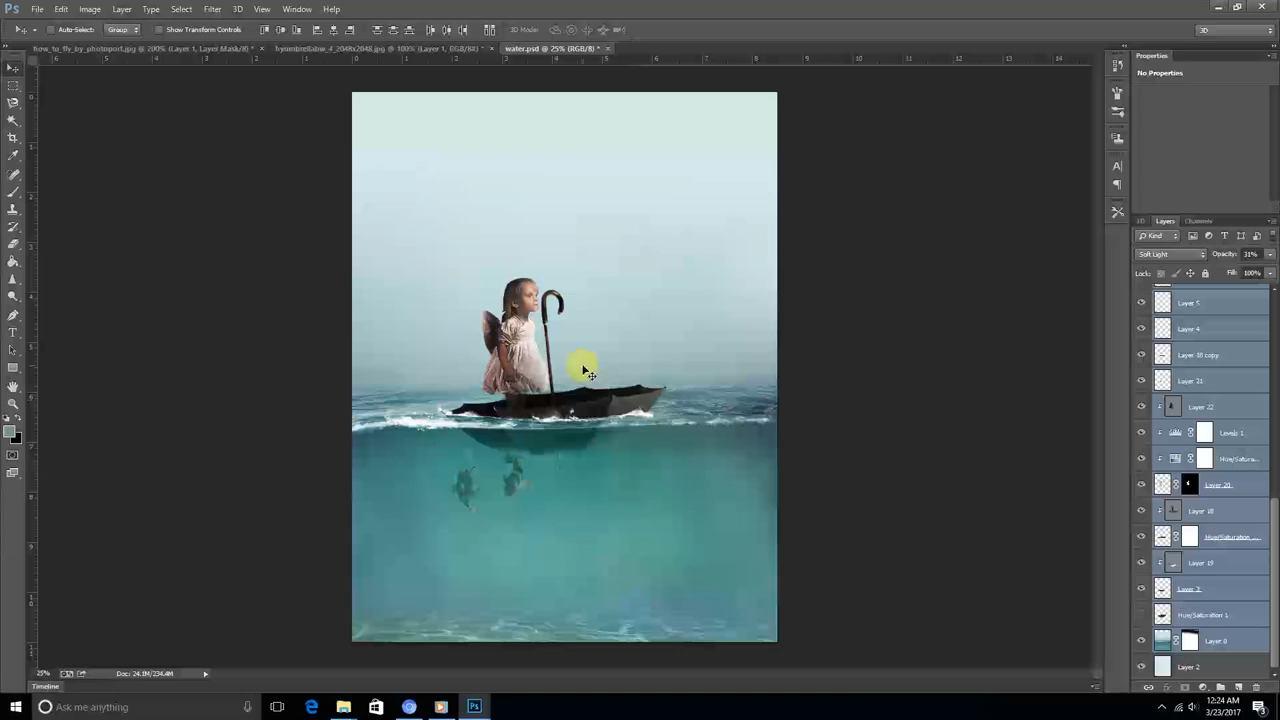 Ps File Edit Image Layer Type Select Filter 3D View Window Help
Auto-Select: Group Show Transform Controls 3D Mode: 3D
how_to_fly_by_photoport.jpg @ 200% (Layer 1, Layer Mask/8) * × @ 100% (Layer 1, RGB/8#) * × water.psd @ 25% (RGB/8) * ×
Properties
No Properties
3D Layers Channels
Kind
Soft Light Opacity: 31%
Lock: Fill: 100%
Layer 5
Layer 4
Layer 18 copy
Layer 21
Layer 22
Levels 1
Hue/Satura...
Layer 20
Layer 18
Hue/Saturation ...
Layer 19
Layer 3
Hue/Saturation 1
Layer 0
Layer 2
25% Doc: 24.1M/234.4M
Timeline
Ask me anything
12:24 AM
3/23/2017